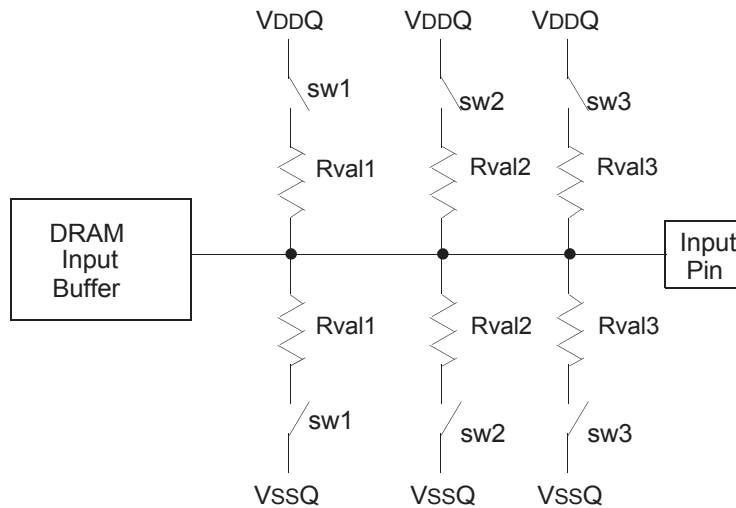 VDDQ VDDQ VDDQ
sw1
sw2
sw3
Rval1
Rval2
Rval3
DRAM
Input
Buffer
Input
Pin
Rval1
Rval2
Rval3
sw1
sw2
sw3
VSSQ VSSQ VSSQ